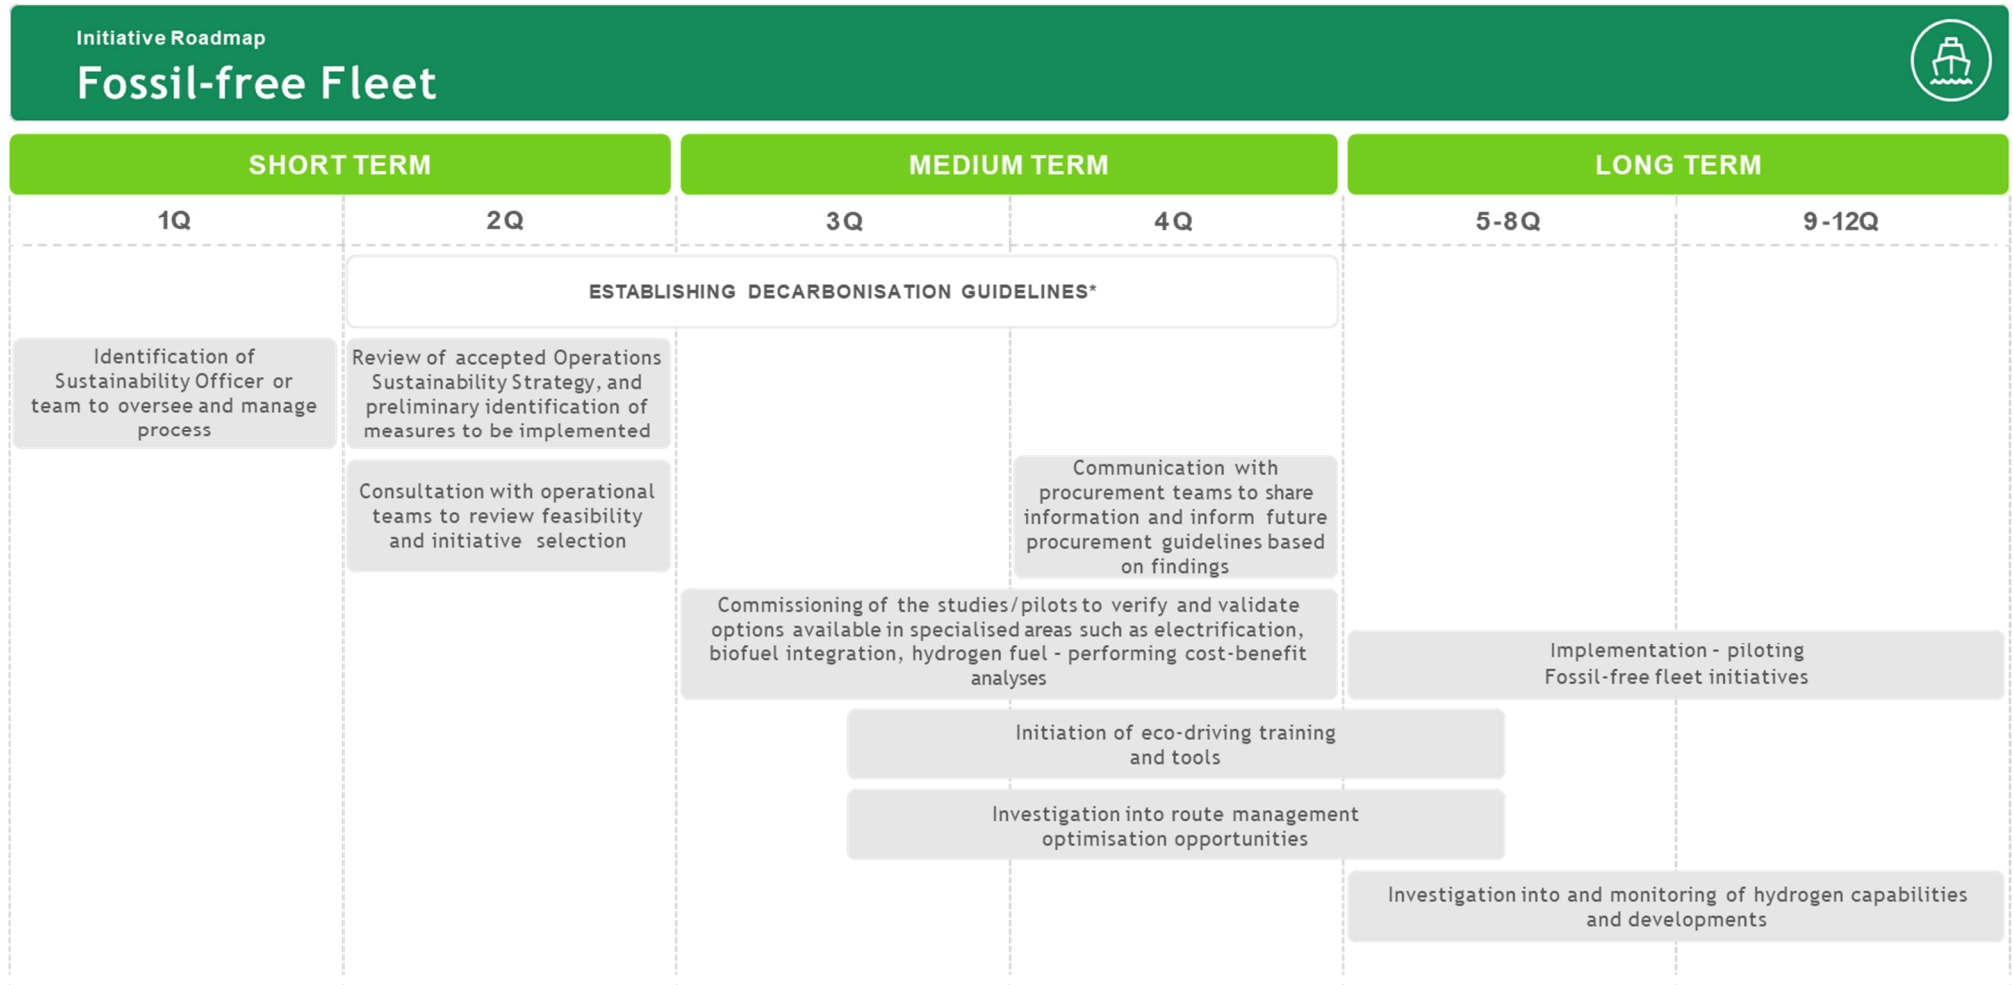 Initiative Roadmap
Fossil-free Fleet
SHORT TERM
MEDIUM TERM
LONG TERM
1Q
2Q
3Q
4Q
5-8Q
9-12Q
ESTABLISHING DECARBONISATION GUIDELINES*
Identification of
Sustainability Officer or
team to oversee and manage
process
Review of accepted Operations
Sustainability Strategy, and
preliminary identification of
measures to be implemented
Consultation with operational
teams to review feasibility
and initiative selection
Communication with
procurement teams to share
information and inform future
procurement guidelines based
on findings
Commissioning of the studies/pilots to verify and validate
options available in specialised areas such as electrification,
biofuel integration, hydrogen fuel - performing cost-benefit
analyses
Implementation - piloting
Fossil-free fleet initiatives
Initiation of eco-driving training
and tools
Investigation into route management
optimisation opportunities
Investigation into and monitoring of hydrogen capabilities
and developments